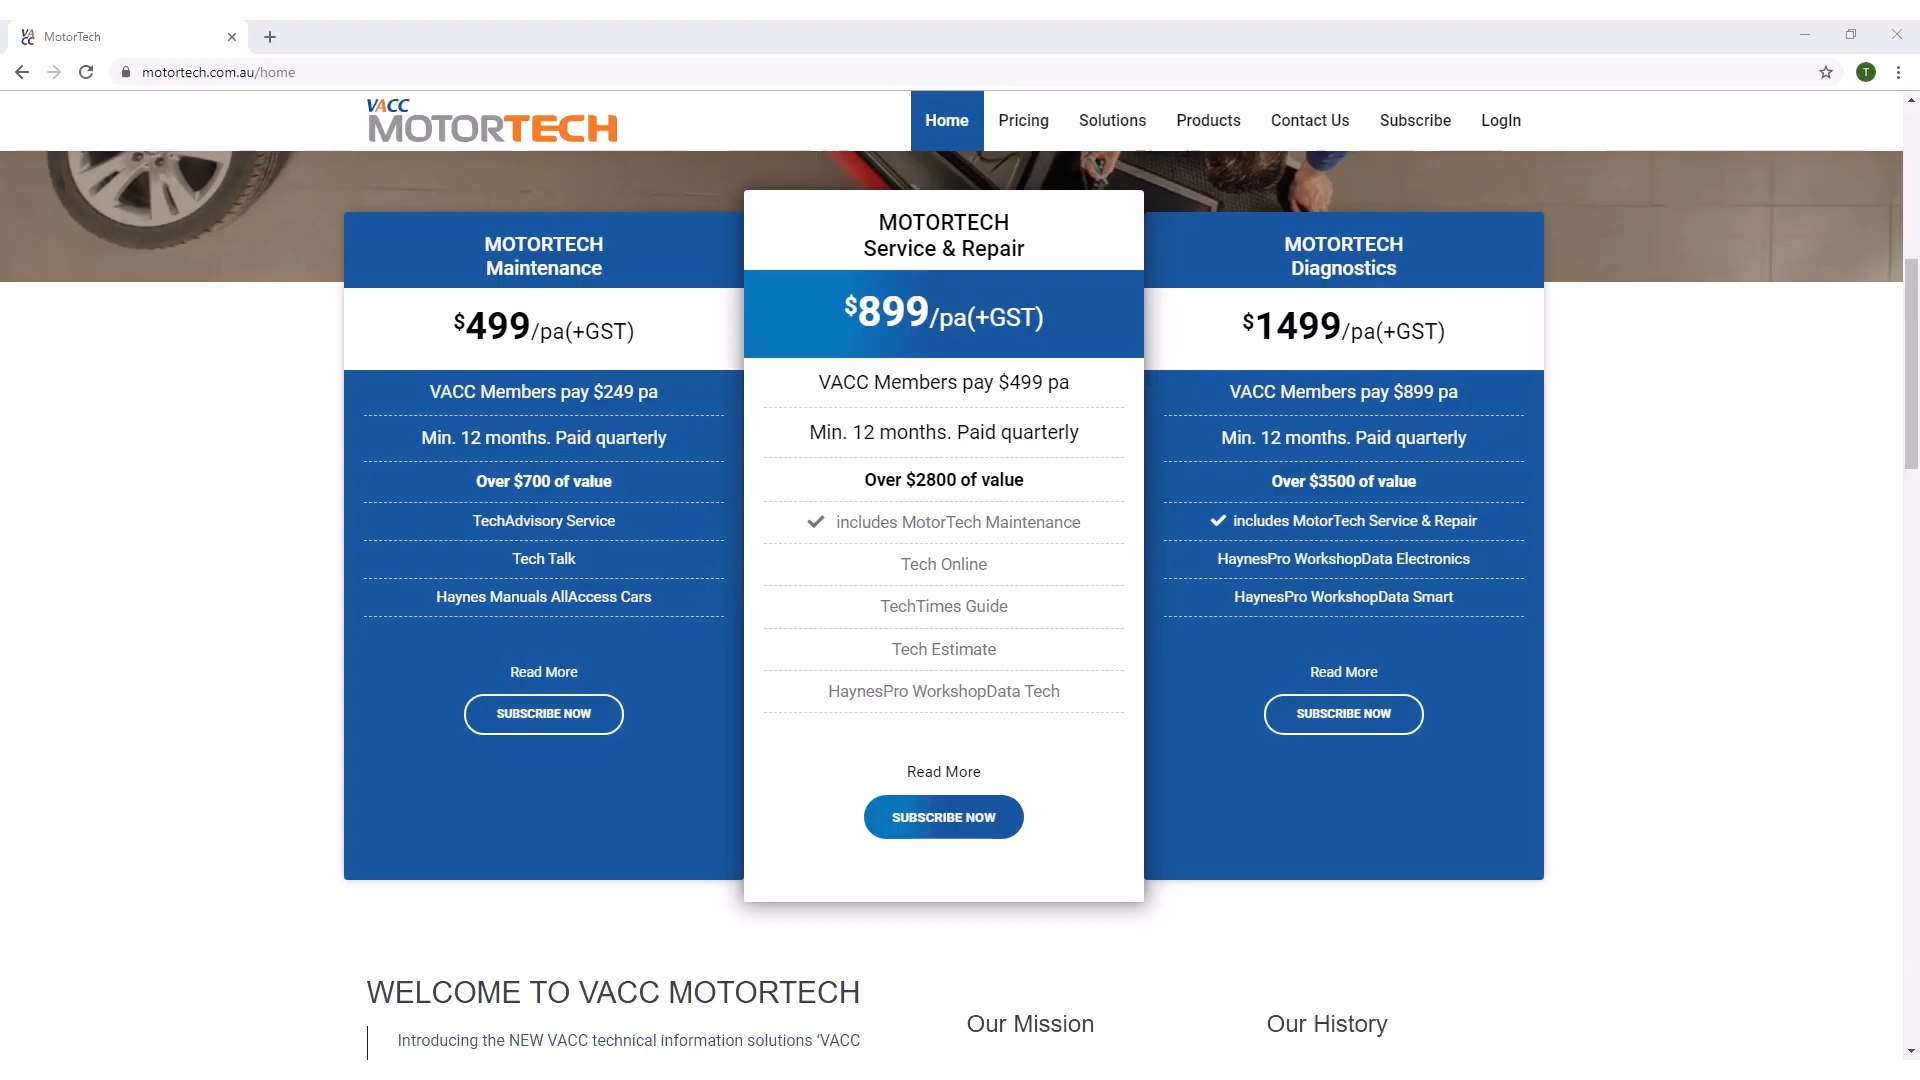 VACC
MotorTech
motortech.com.au/home
T
VACC
MOTORTECH
Home
Pricing
Solutions
Products
Contact Us
Subscribe
LogIn
MOTORTECH
Maintenance
$499/pa(+GST)
VACC Members pay $249 pa
Min. 12 months. Paid quarterly
Over $700 of value
TechAdvisory Service
Tech Talk
Haynes Manuals AllAccess Cars
Read More
SUBSCRIBE NOW
MOTORTECH
Service & Repair
$899/pa(+GST)
VACC Members pay $499 pa
Min. 12 months. Paid quarterly
Over $2800 of value
includes MotorTech Maintenance
Tech Online
TechTimes Guide
Tech Estimate
HaynesPro WorkshopData Tech
Read More
SUBSCRIBE NOW
MOTORTECH
Diagnostics
$1499/pa(+GST)
VACC Members pay $899 pa
Min. 12 months. Paid quarterly
Over $3500 of value
includes MotorTech Service & Repair
HaynesPro WorkshopData Electronics
HaynesPro WorkshopData Smart
Read More
SUBSCRIBE NOW
WELCOME TO VACC MOTORTECH
Introducing the NEW VACC technical information solutions ‘VACC
Our Mission
Our History